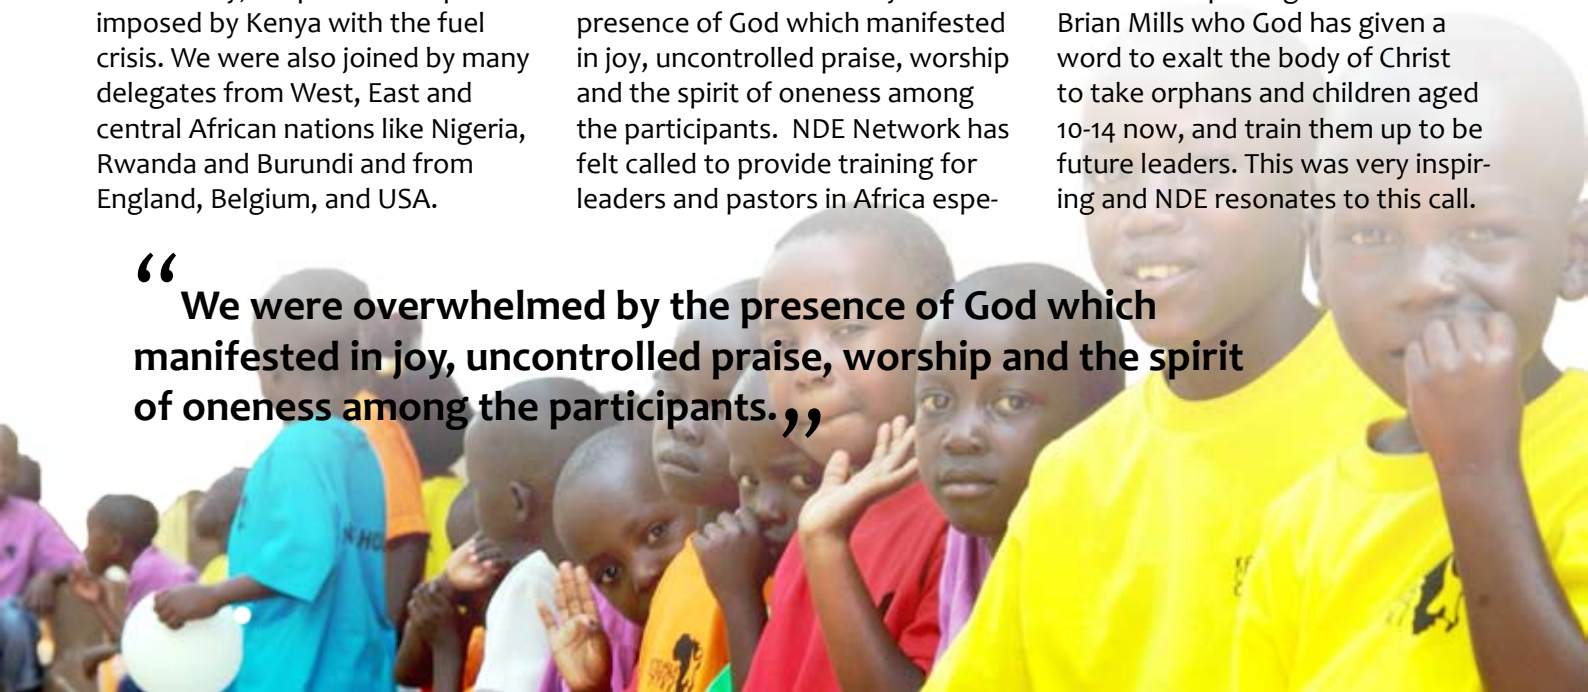 imposed by Kenya with the fuel
crisis. We were also joined by many
delegates from West, East and
central African nations like Nigeria,
Rwanda and Burundi and from
England, Belgium, and USA.
presence of God which manifested
in joy, uncontrolled praise, worship
and the spirit of oneness among
the participants.  NDE Network has
felt called to provide training for
leaders and pastors in Africa espe-
Brian Mills who God has given a
word to exalt the body of Christ
to take orphans and children aged
10-14 now, and train them up to be
future leaders. This was very inspir-
ing and NDE resonates to this call.
“We were overwhelmed by the presence of God which
manifested in joy, uncontrolled praise, worship and the spirit
of oneness among the participants.”